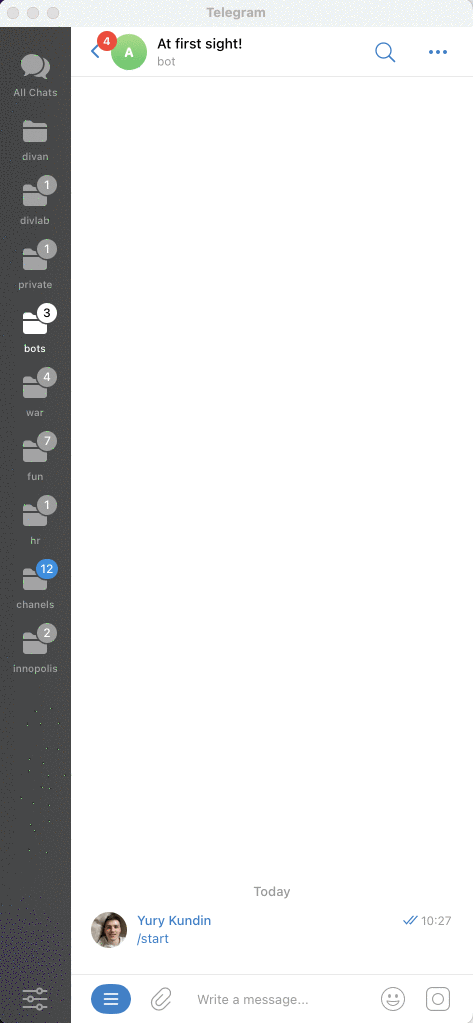 Telegram
4
A
At first sight!
bot
All Chats
divan
1
divlab
1
private
3
bots
4
war
7
fun
1
hr
12
chanels
2
innopolis
Today
Yury Kundin
10:27
/start
Write a message...